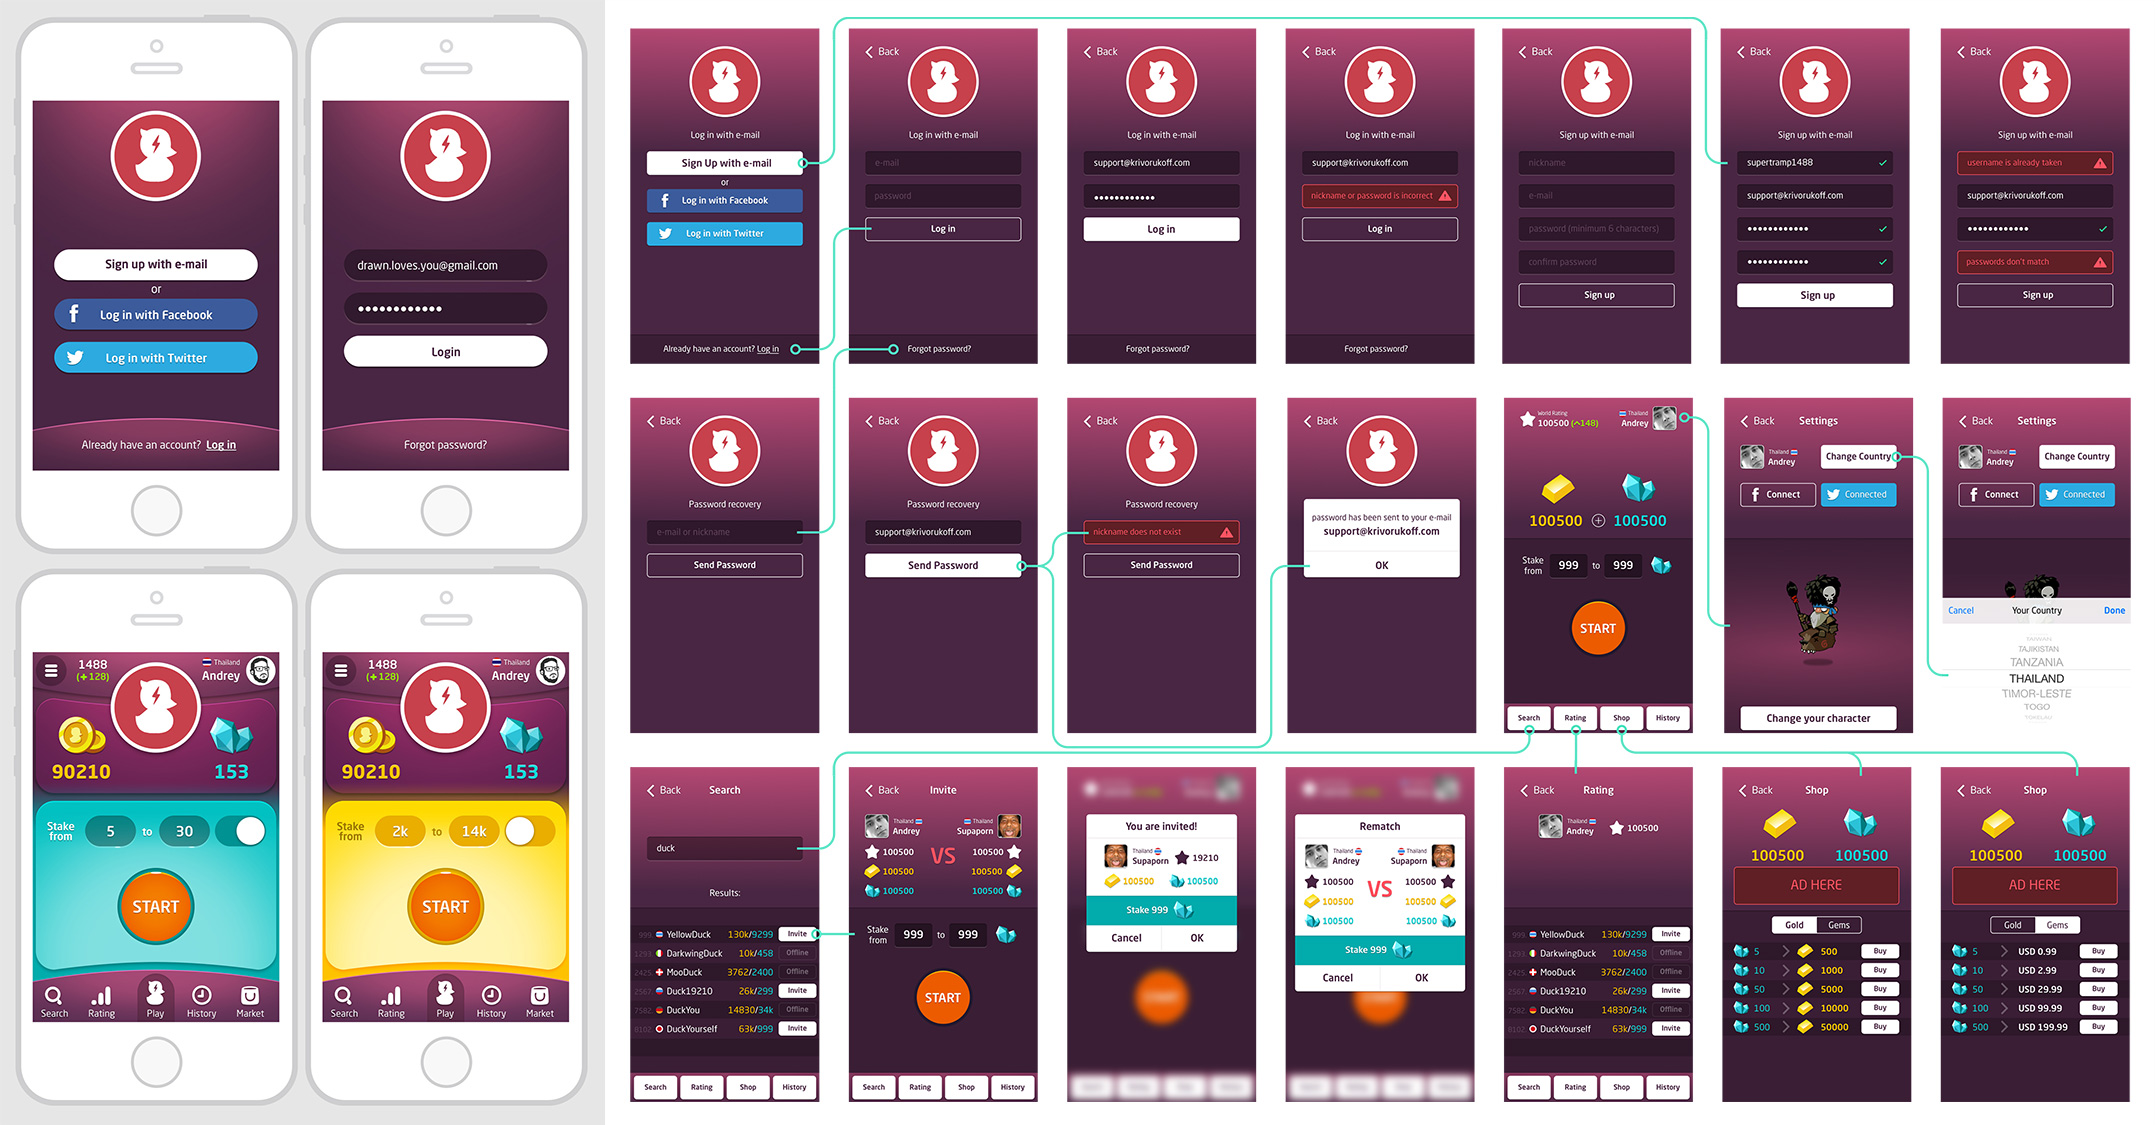 Sign up with e-mail
or
Log in with Facebook
Log in with Twitter
Already have an account? Log in
drawn.loves.you@gmail.com
Login
Forgot password?
1488
(+128)
Thailand
Andrey
90210
153
Stake from
5 to 30
START
Search
Rating
Play
History
Market
1488
(+128)
Thailand
Andrey
90210
153
Stake from
2k to 14k
START
Search
Rating
Play
History
Market
Log in with e-mail
Sign Up with e-mail
or
Log in with Facebook
Log in with Twitter
Already have an account? Log in
Back
Log in with e-mail
e-mail
password
Log in
Forgot password?
Back
Log in with e-mail
support@krivorukoff.com
Log in
Forgot password?
Back
Log in with e-mail
support@krivorukoff.com
nickname or password is incorrect
Log in
Forgot password?
Back
Sign up with e-mail
nickname
e-mail
password (minimum 6 characters)
confirm password
Sign up
Back
Sign up with e-mail
supertramp1488
support@krivorukoff.com
Sign up
Back
Sign up with e-mail
username is already taken
support@krivorukoff.com
passwords don't match
Sign up
Back
Password recovery
e-mail or nickname
Send Password
Back
Password recovery
support@krivorukoff.com
Send Password
Back
Password recovery
nickname does not exist
Send Password
Back
password has been sent to your e-mail
support@krivorukoff.com
OK
World Rating
100500 (^148)
Thailand
Andrey
100500
100500
Stake from
999 to 999
START
Search
Rating
Shop
History
Back
Settings
Thailand
Andrey
Change Country
Connect
Connected
Change your character
Back
Settings
Thailand
Andrey
Change Country
Connect
Connected
Cancel
Your Country
Done
TAIWAN
TAJIKISTAN
TANZANIA
THAILAND
TIMOR-LESTE
TOGO
TOKELAU
Back
Search
duck
Results:
999 YellowDuck 130k/9299 Invite
1293 DarkwingDuck 10k/458 Offline
2425 MooDuck 3762/2400 Offline
2567 Duck19210 26k/299 Invite
7582 DuckYou 14830/34k Offline
8102 DuckYourself 63k/999 Invite
Search
Rating
Shop
History
Back
Invite
Thailand
Andrey
Thailand
Supaporn
100500 VS 100500
100500 100500
100500 100500
Stake from
999 to 999
START
Search
Rating
Shop
History
You are invited!
Thailand
Supaporn
19210
100500 100500
Stake 999
Cancel
OK
Rematch
Thailand
Andrey
Thailand
Supaporn
100500 VS 100500
100500 100500
100500 100500
Stake 999
Cancel
OK
Back
Rating
Thailand
Andrey
100500
999 YellowDuck 130k/9299 Invite
1293 DarkwingDuck 10k/458 Offline
2425 MooDuck 3762/2400 Offline
2567 Duck19210 26k/299 Invite
7582 DuckYou 14830/34k Offline
8102 DuckYourself 63k/999 Invite
Search
Rating
Shop
History
Back
Shop
100500
100500
AD HERE
Gold
Gems
5 500 Buy
10 1000 Buy
50 5000 Buy
100 10000 Buy
500 50000 Buy
Back
Shop
100500
100500
AD HERE
Gold
Gems
5 USD 0.99 Buy
10 USD 2.99 Buy
50 USD 29.99 Buy
100 USD 99.99 Buy
500 USD 199.99 Buy